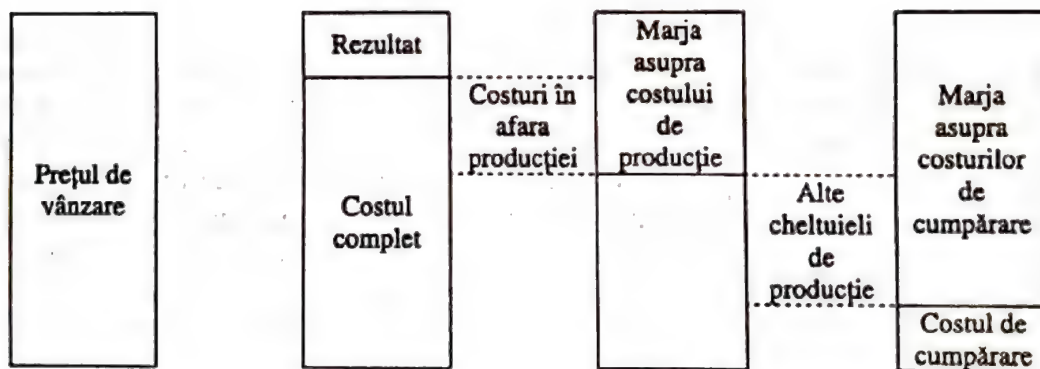 Prețul de
vânzare
Rezultat
Costul
complet
Costuri în
afara
producției
Marja
asupra
costului
de
producție
Alte
cheltuieli
de
producție
Marja
asupra
costurilor
de
cumpărare
Costul de
cumpărare